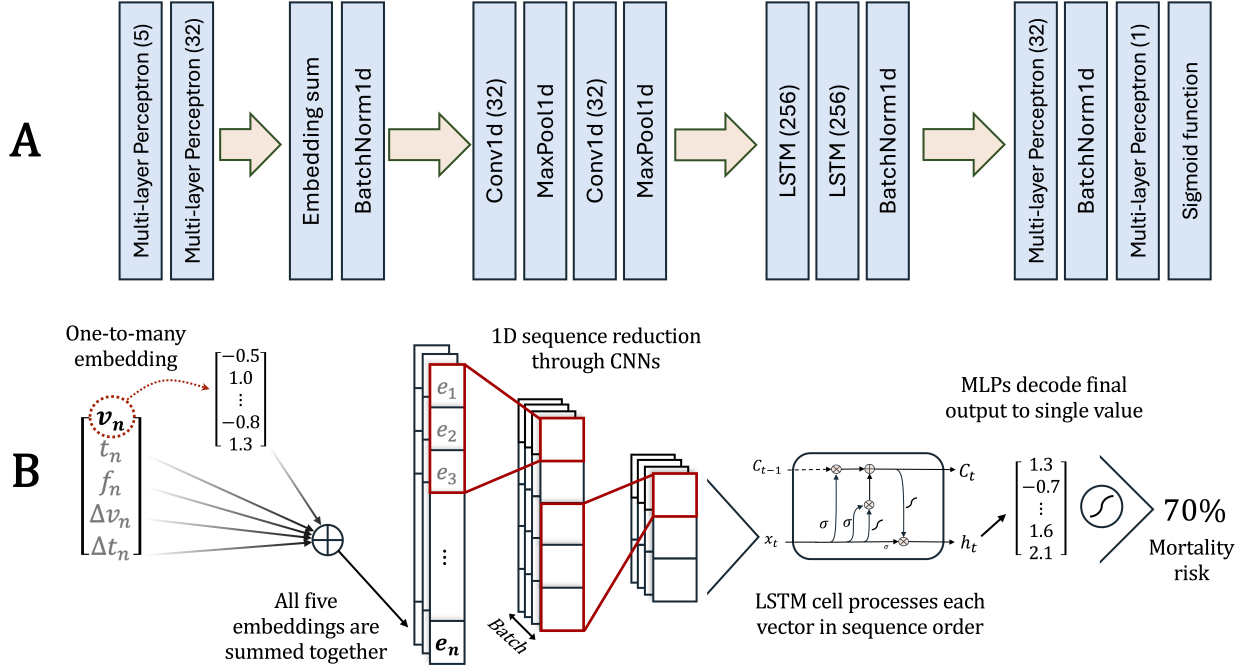 A
Multi-layer Perceptron (5)
Multi-layer Perceptron (32)
Embedding sum
BatchNorm1d
Conv1d (32)
MaxPool1d
Conv1d (32)
MaxPool1d
LSTM (256)
LSTM (256)
BatchNorm1d
Multi-layer Perceptron (32)
BatchNorm1d
Multi-layer Perceptron (1)
Sigmoid function
B
One-to-many
embedding
v_n
t_n
f_n
Δv_n
Δt_n
−0.5
1.0
⋮
−0.8
1.3
All five
embeddings are
summed together
e_1
e_2
e_3
⋮
e_n
1D sequence reduction
through CNNs
Batch
C_{t−1}
x_t
σ
σ
σ
C_t
h_t
LSTM cell processes each
vector in sequence order
MLPs decode final
output to single value
1.3
−0.7
⋮
1.6
2.1
70%
Mortality
risk